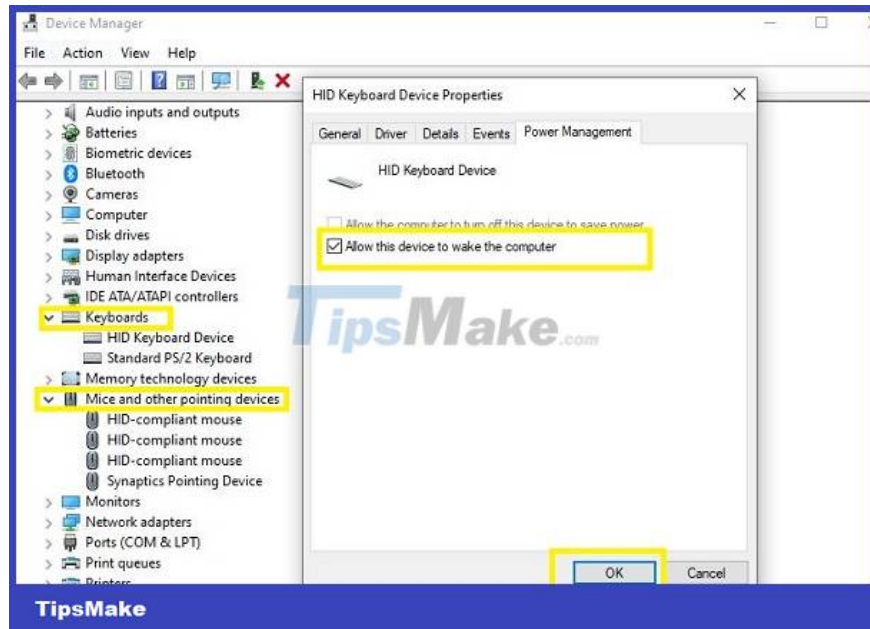 Device Manager
File Action View Help
Audio inputs and outputs
Batteries
Biometric devices
Bluetooth
Cameras
Computer
Disk drives
Display adapters
Human Interface Devices
IDE ATA/ATAPI controllers
Keyboards
HID Keyboard Device
Standard PS/2 Keyboard
Memory technology devices
Mice and other pointing devices
HID-compliant mouse
HID-compliant mouse
HID-compliant mouse
Synaptics Pointing Device
Monitors
Network adapters
Ports (COM & LPT)
Print queues
Printers
HID Keyboard Device Properties
General Driver Details Events Power Management
HID Keyboard Device
Allow the computer to turn off this device to save power
Allow this device to wake the computer
TipsMake.com
OK Cancel
TipsMake